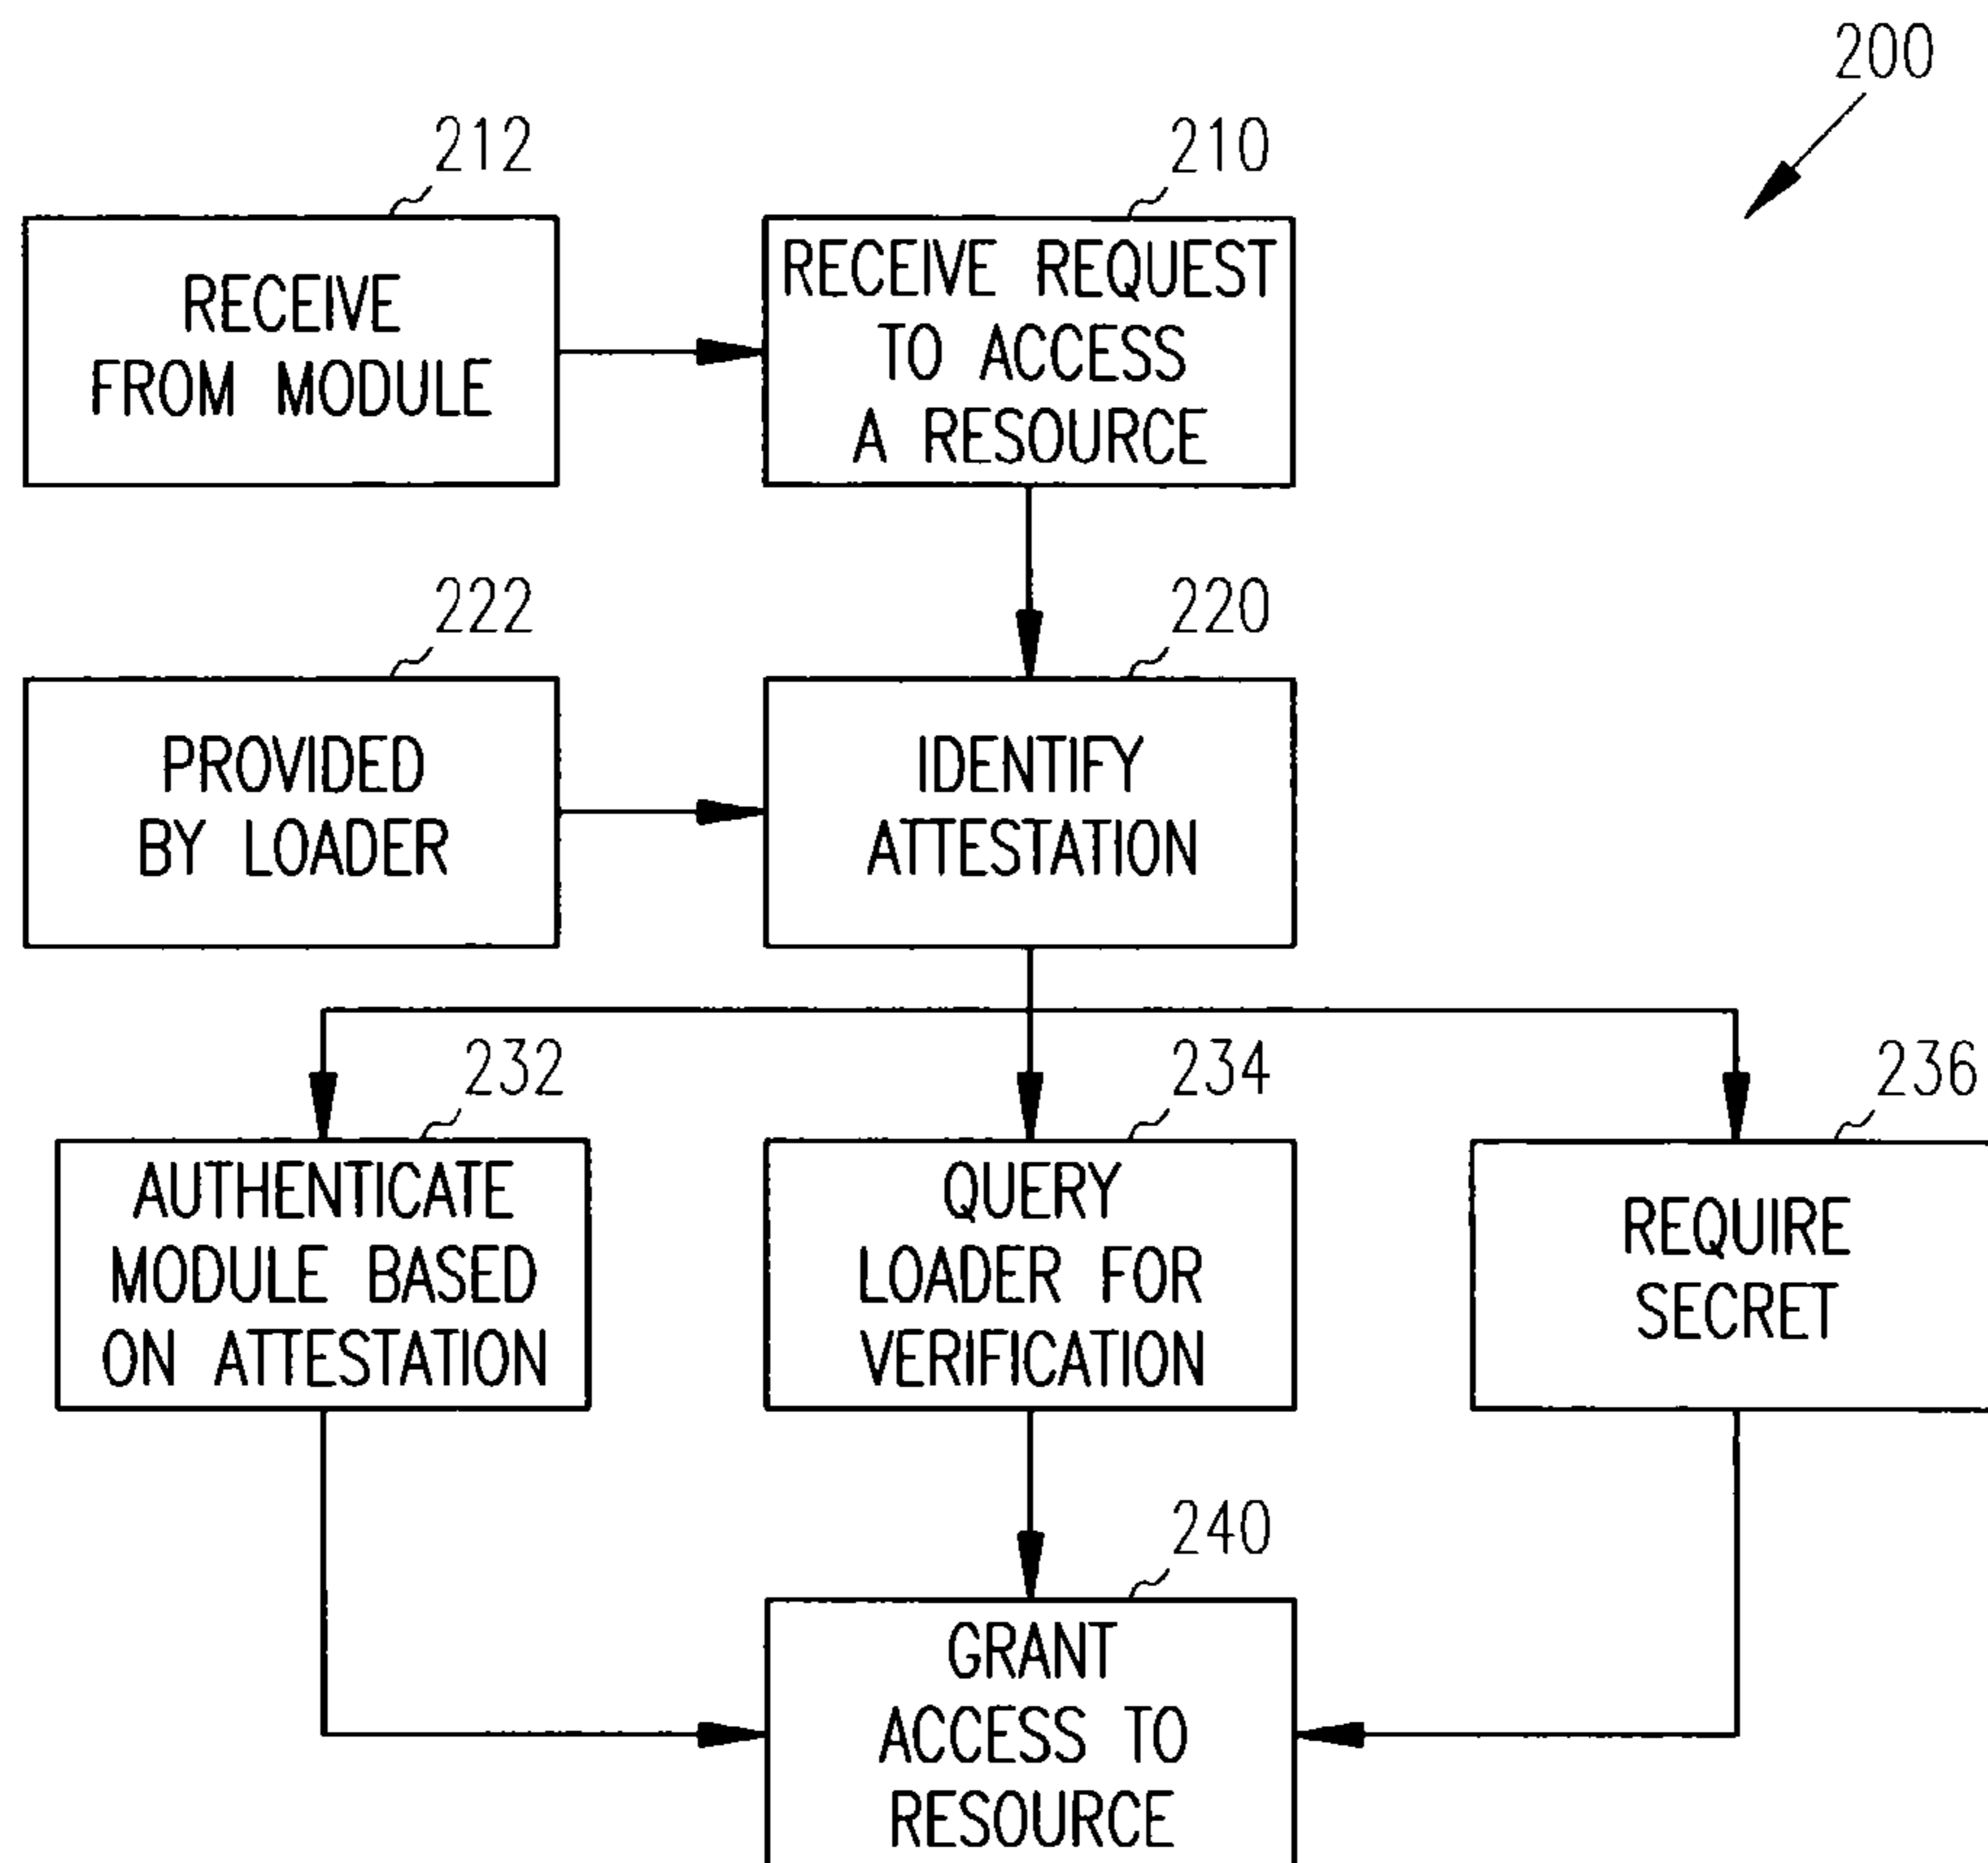 200
212
RECEIVE
FROM MODULE
210
RECEIVE REQUEST
TO ACCESS
A RESOURCE
222
PROVIDED
BY LOADER
220
IDENTIFY
ATTESTATION
232
AUTHENTICATE
MODULE BASED
ON ATTESTATION
234
QUERY
LOADER FOR
VERIFICATION
236
REQUIRE
SECRET
240
GRANT
ACCESS TO
RESOURCE